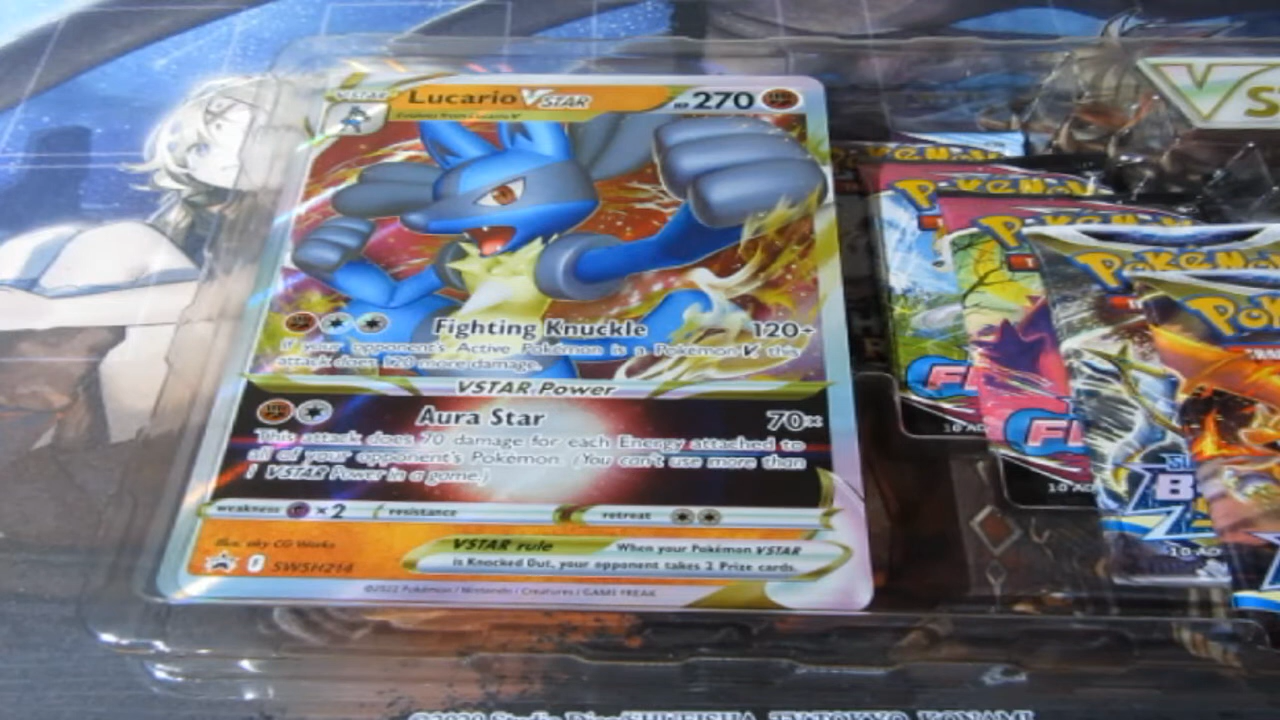 VSTAR Lucario VSTAR HP 270
Evolves from Lucario V
Fighting Knuckle 120+
If your opponent's Active Pokémon is a Pokémon V, this
attack does 120 more damage.
VSTAR Power
Aura Star 70×
This attack does 70 damage for each Energy attached to
all of your opponent's Pokémon. (You can't use more than
1 VSTAR Power in a game.)
weakness ×2 resistance retreat
VSTAR rule When your Pokémon VSTAR
is Knocked Out, your opponent takes 2 Prize cards.
Illus. aky CG Works
SWSH214
©2022 Pokémon / Nintendo / Creatures / GAME FREAK
POKéMON
POKéMON
POKéMON
POKéMON